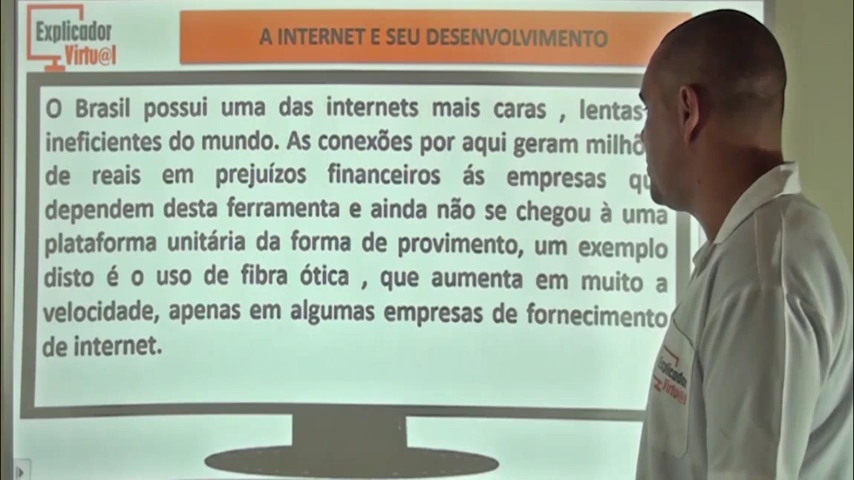 Explicador
Virtu@l
A INTERNET E SEU DESENVOLVIMENTO
O Brasil possui uma das internets mais caras , lentas
ineficientes do mundo. As conexões por aqui geram
de reais em prejuízos financeiros ás empresas
dependem desta ferramenta e ainda não se chegou à uma
plataforma unitária da forma de provimento, um exemplo
disto é o uso de fibra ótica , que aumenta em muito a
velocidade, apenas em algumas empresas de fornecimento
de internet.
Explicador
Virtu@l